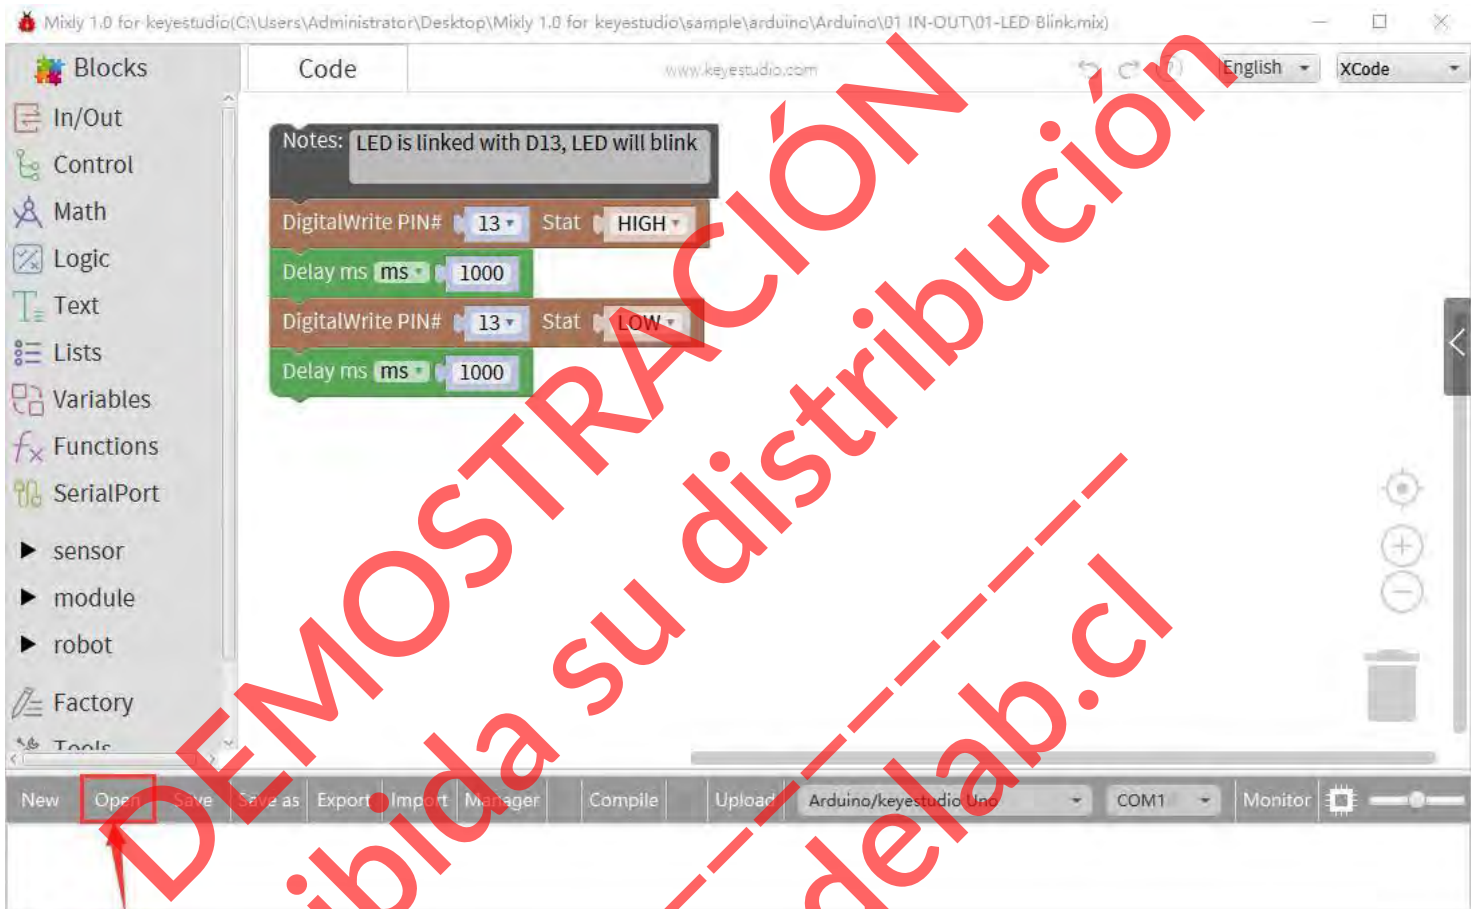 Mixly 1.0 for keyestudio(C:\Users\Administrator\Desktop\Mixly 1.0 for keyestudio\sample\arduino\Arduino\01 IN-OUT\01-LED Blink.mix)
Blocks
Code
www.keyestudio.com
English
XCode
In/Out
Control
Math
Logic
Text
Lists
Variables
Functions
SerialPort
sensor
module
robot
Factory
Tools
Notes: LED is linked with D13, LED will blink
DigitalWrite PIN# 13 Stat HIGH
Delay ms ms 1000
DigitalWrite PIN# 13 Stat LOW
Delay ms ms 1000
New Open Save Save as Export Import Manager Compile Upload Arduino/keyestudio Uno COM1 Monitor
DEMOSTRACIÓN
ibida su distribución
delab.cl